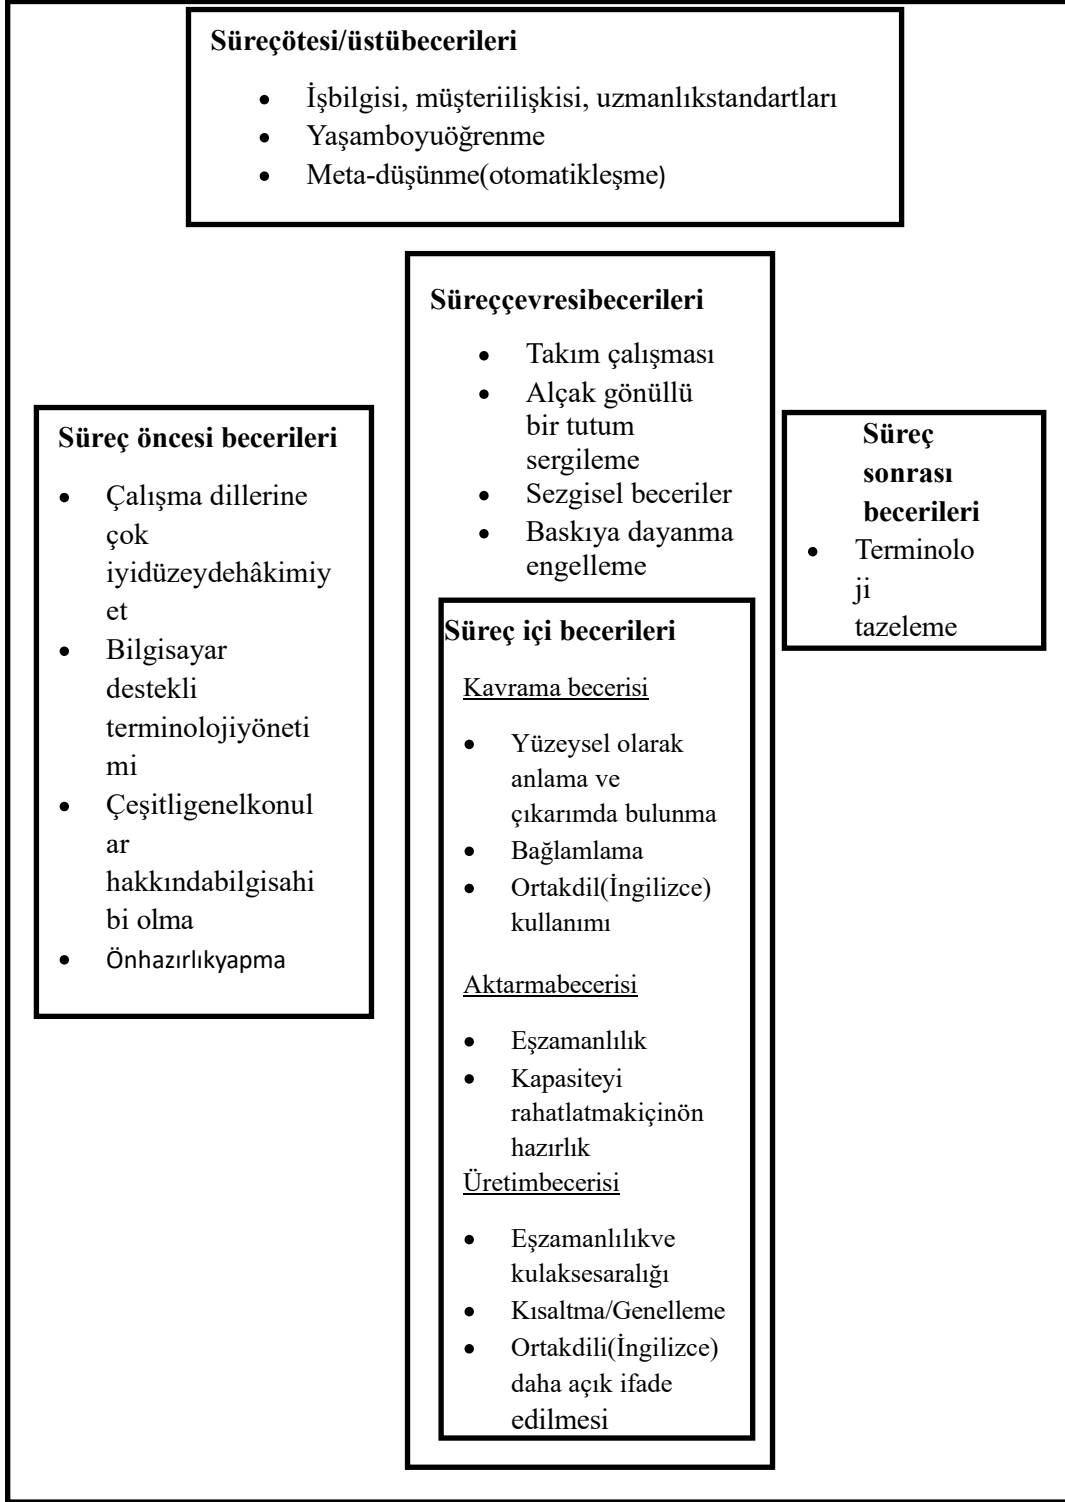 Süreçötesi/üstübecerileri
• İşbilgisi, müşteriilişkisi, uzmanlıkstandartları
• Yaşamboyuöğrenme
• Meta-düşünme(otomatikleşme)
Süreç öncesi becerileri
• Çalışma dillerine
çok
iyidüzeydehâkimiy
et
• Bilgisayar
destekli
terminolojiyöneti
mi
• Çeşitligenelkonul
ar
hakkındabilgisahi
bi olma
• Önhazırlıkyapma
Süreççevresibecerileri
• Takım çalışması
• Alçak gönüllü
bir tutum
sergileme
• Sezgisel beceriler
• Baskıya dayanma
engelleme
Süreç içi becerileri
Kavrama becerisi
• Yüzeysel olarak
anlama ve
çıkarımda bulunma
• Bağlamlama
• Ortakdil(İngilizce)
kullanımı
Aktarmabecerisi
• Eşzamanlılık
• Kapasiteyi
rahatlatmakiçinön
hazırlık
Üretimbecerisi
• Eşzamanlılıkve
kulaksesaralığı
• Kısaltma/Genelleme
• Ortakdili(İngilizce)
daha açık ifade
edilmesi
Süreç
sonrası
becerileri
• Terminolo
ji
tazeleme